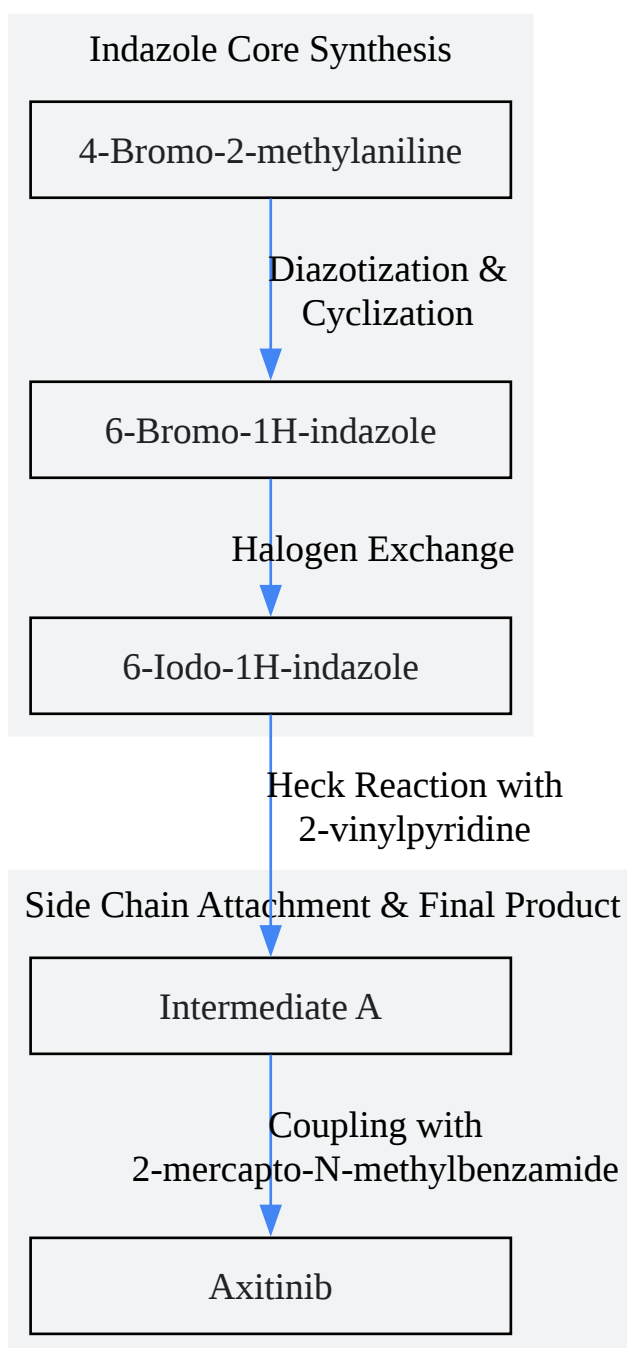 Indazole Core Synthesis
4-Bromo-2-methylaniline
Diazotization &
Cyclization
6-Bromo-1H-indazole
Halogen Exchange
6-Iodo-1H-indazole
Heck Reaction with
2-vinylpyridine
Side Chain Attachment & Final Product
Intermediate A
Coupling with
2-mercapto-N-methylbenzamide
Axitinib